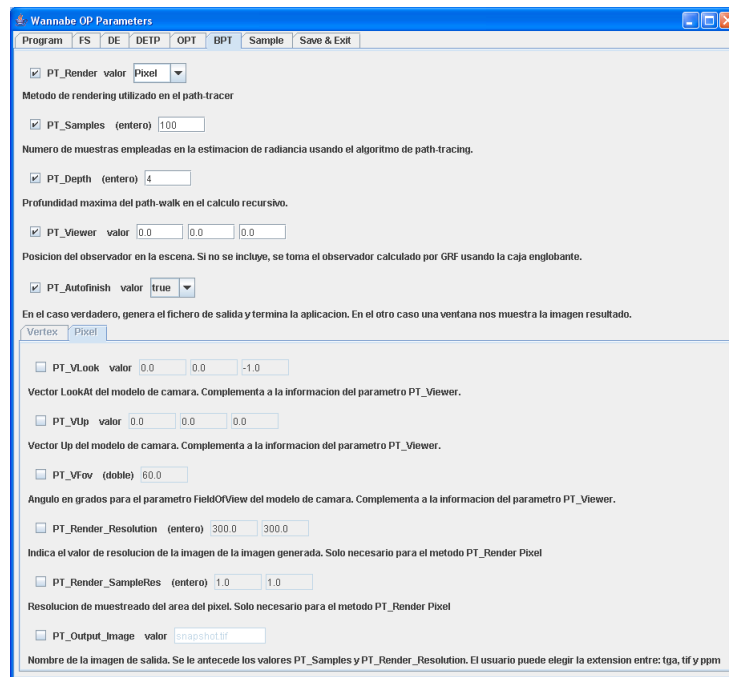 Wannabe OP Parameters
Program FS DE DETP OPT BPT Sample Save & Exit
PT_Render valor Pixel
Metodo de rendering utilizado en el path-tracer
PT_Samples (entero) 100
Numero de muestras empleadas en la estimacion de radiancia usando el algoritmo de path-tracing.
PT_Depth (entero) 4
Profundidad maxima del path-walk en el calculo recursivo.
PT_Viewer valor 0.0 0.0 0.0
Posicion del observador en la escena. Si no se incluye, se toma el observador calculado por GRF usando la caja englobante.
PT_Autofinish valor true
En el caso verdadero, genera el fichero de salida y termina la aplicacion. En el otro caso una ventana nos muestra la imagen resultado.
Vertex Pixel
PT_VLook valor 0.0 0.0 -1.0
Vector LookAt del modelo de camara. Complementa a la informacion del parametro PT_Viewer.
PT_VUp valor 0.0 0.0 0.0
Vector Up del modelo de camara. Complementa a la informacion del parametro PT_Viewer.
PT_VFov (doble) 60.0
Angulo en grados para el parametro FieldOfView del modelo de camara. Complementa a la informacion del parametro PT_Viewer.
PT_Render_Resolution (entero) 300.0 300.0
Indica el valor de resolucion de la imagen de la imagen generada. Solo necesario para el metodo PT_Render Pixel
PT_Render_SampleRes (entero) 1.0 1.0
Resolucion de muestreado del area del pixel. Solo necesario para el metodo PT_Render Pixel
PT_Output_Image valor snapshot.tif
Nombre de la imagen de salida. Se le antecede los valores PT_Samples y PT_Render_Resolution. El usuario puede elegir la extension entre: tga, tif y ppm